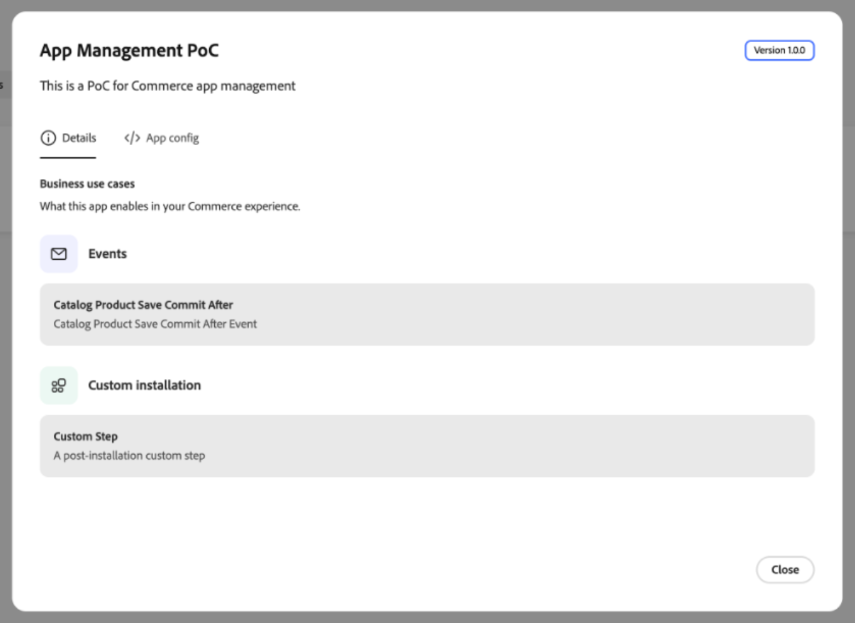 App Management PoC
Version 1.0.0
This is a PoC for Commerce app management
Details
</> App config
Business use cases
What this app enables in your Commerce experience.
Events
Catalog Product Save Commit After
Catalog Product Save Commit After Event
Custom installation
Custom Step
A post-installation custom step
Close